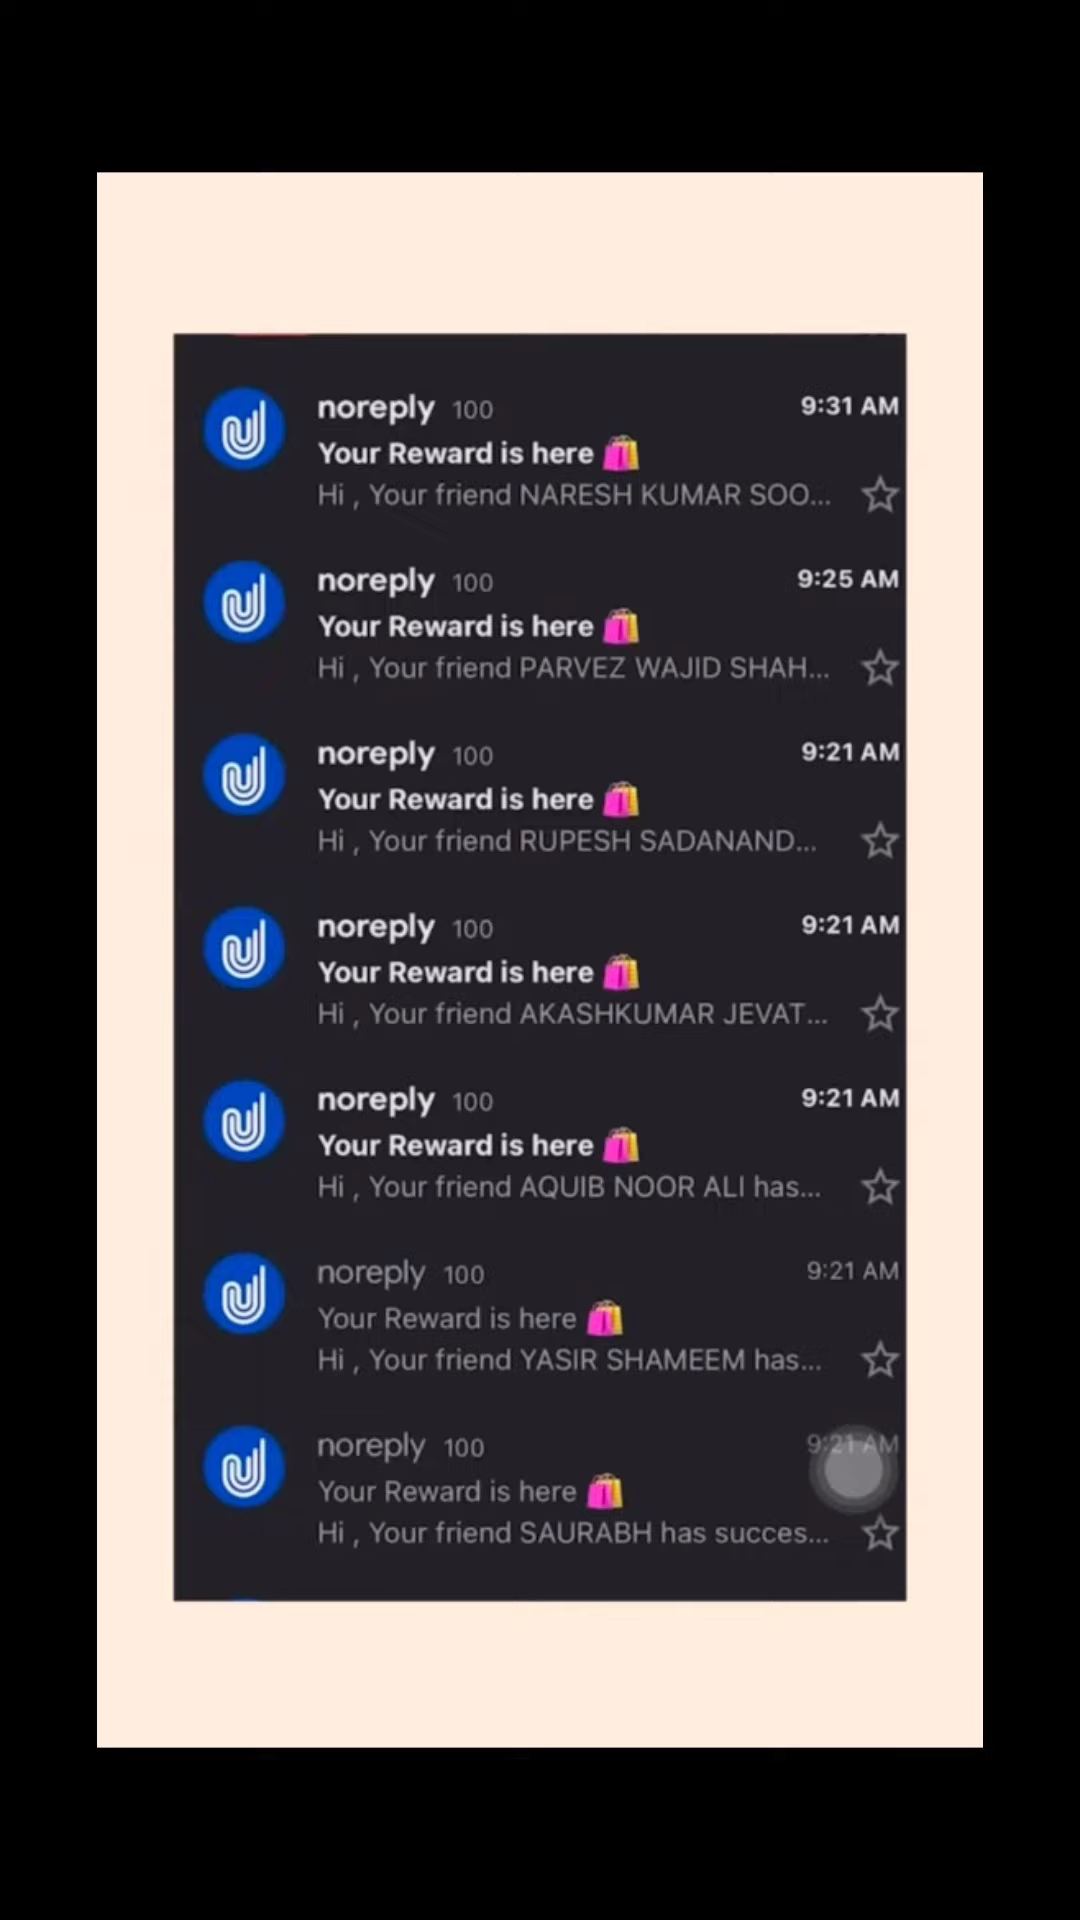 noreply 100 9:31 AM
Your Reward is here 🛍️
Hi , Your friend NARESH KUMAR SOO...
noreply 100 9:25 AM
Your Reward is here 🛍️
Hi , Your friend PARVEZ WAJID SHAH...
noreply 100 9:21 AM
Your Reward is here 🛍️
Hi , Your friend RUPESH SADANAND...
noreply 100 9:21 AM
Your Reward is here 🛍️
Hi , Your friend AKASHKUMAR JEVAT...
noreply 100 9:21 AM
Your Reward is here 🛍️
Hi , Your friend AQUIB NOOR ALI has...
noreply 100 9:21 AM
Your Reward is here 🛍️
Hi , Your friend YASIR SHAMEEM has...
noreply 100 9:21 AM
Your Reward is here 🛍️
Hi , Your friend SAURABH has succes...